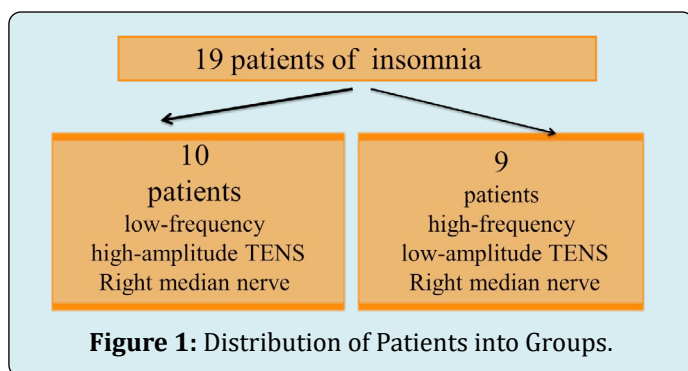 19 patients of insomnia
10
patients
low-frequency
high-amplitude TENS
Right median nerve
9
patients
high-frequency
low-amplitude TENS
Right median nerve
Figure 1: Distribution of Patients into Groups.